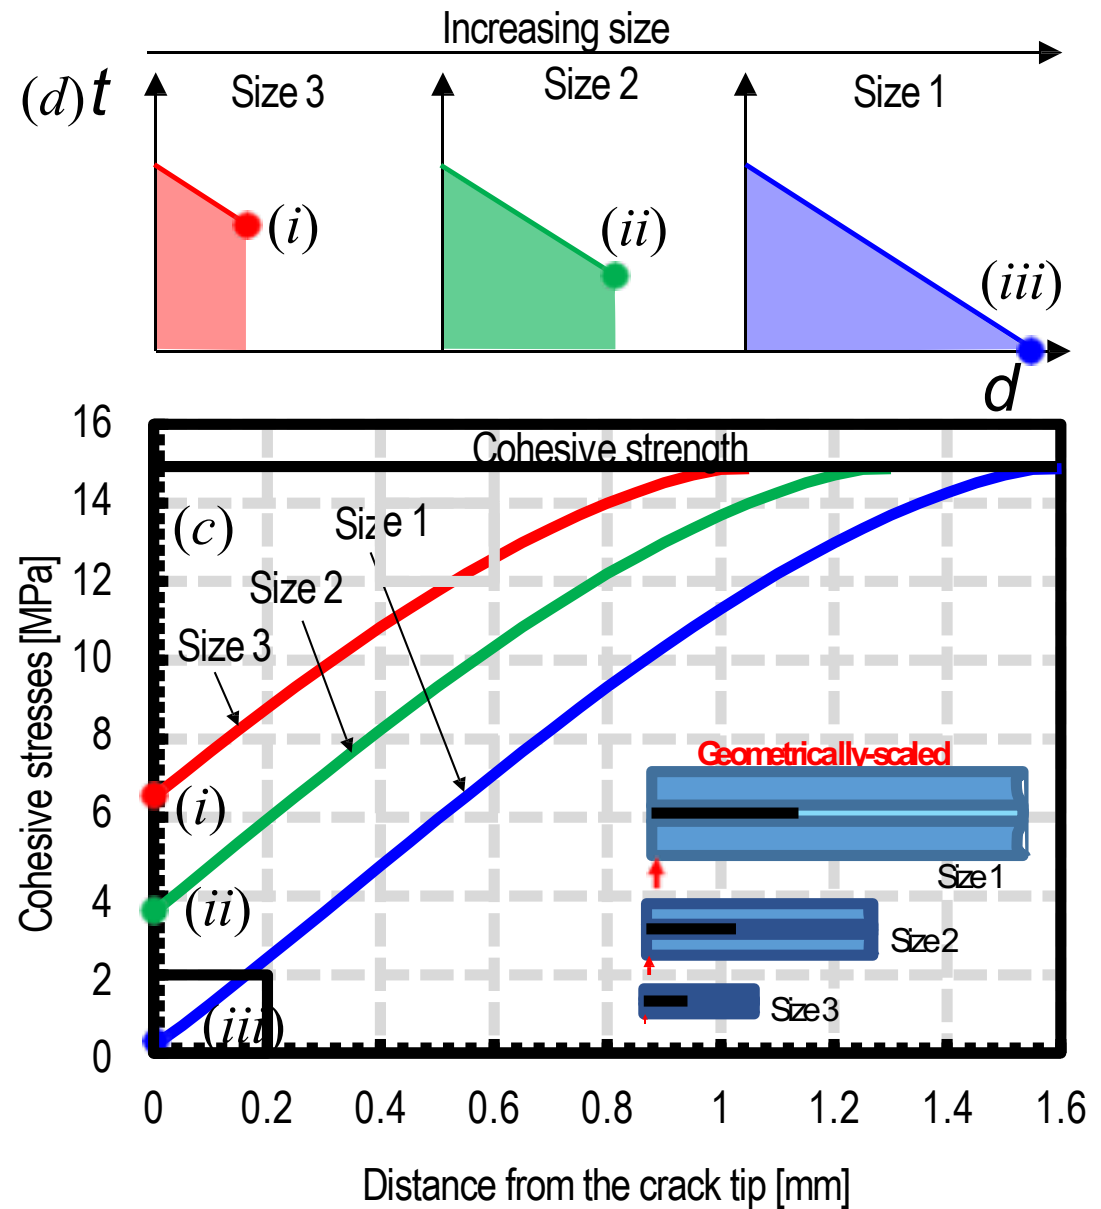 Increasing size
(d) t
Size 3
Size 2
Size 1
(i)
(ii)
(iii)
d
16
14
12
10
8
6
4
2
0
Cohesive stresses [MPa]
Cohesive strength
(c)
Size 1
Size 2
Size 3
(i)
(ii)
(iii)
Geometrically-scaled
Size 1
Size 2
Size 3
0 0.2 0.4 0.6 0.8 1 1.2 1.4 1.6
Distance from the crack tip [mm]